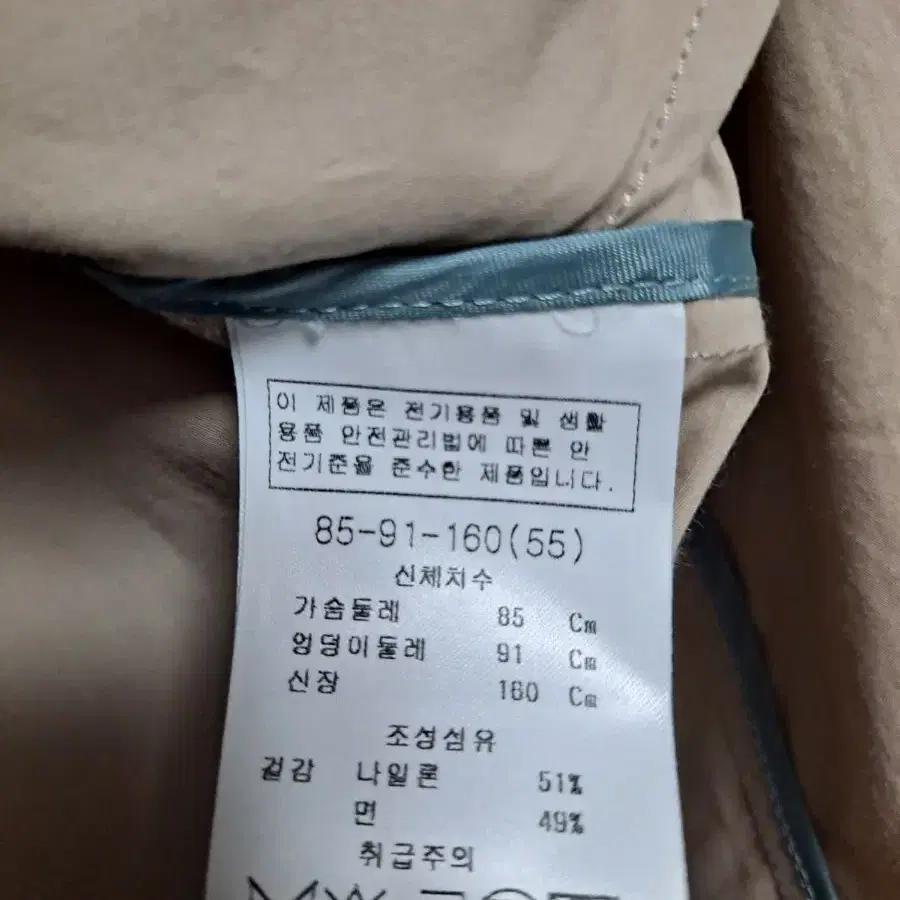 이 제품은 전기용품 및 생활
용품 안전관리법에 따른 안
전기준을 준수한 제품입니다.
85-91-160(55)
신체치수
가슴둘레 85 Cm
엉덩이둘레 91 Cm
신장 160 Cm
조성섬유
겉감 나일론 51%
면 49%
취급주의